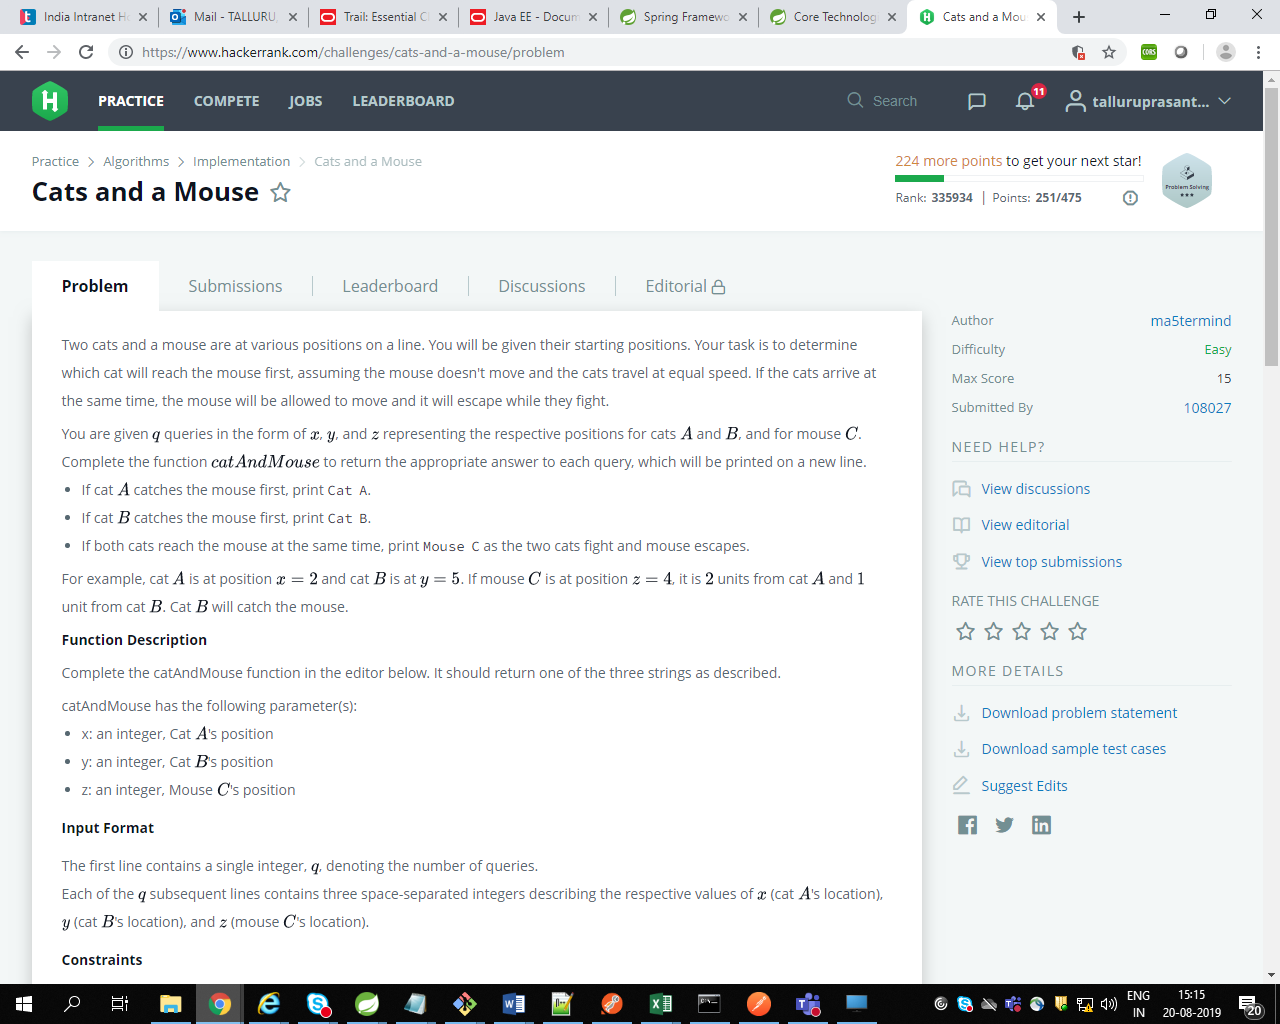 India Intranet Ho
Mail - TALLURU,
Trail: Essential Cl
Java EE - Docum
Spring Framewo
Core Technolog
Cats and a Mou
https://www.hackerrank.com/challenges/cats-and-a-mouse/problem
CORS
H
PRACTICE
COMPETE
JOBS
LEADERBOARD
Search
11
talluruprasant...
Practice > Algorithms > Implementation > Cats and a Mouse
Cats and a Mouse
224 more points to get your next star!
Rank: 335934 | Points: 251/475
Problem Solving
Problem
Submissions
Leaderboard
Discussions
Editorial
Two cats and a mouse are at various positions on a line. You will be given their starting positions. Your task is to determine
which cat will reach the mouse first, assuming the mouse doesn't move and the cats travel at equal speed. If the cats arrive at
the same time, the mouse will be allowed to move and it will escape while they fight.
You are given q queries in the form of x, y, and z representing the respective positions for cats A and B, and for mouse C.
Complete the function catAndMouse to return the appropriate answer to each query, which will be printed on a new line.
• If cat A catches the mouse first, print Cat A.
• If cat B catches the mouse first, print Cat B.
• If both cats reach the mouse at the same time, print Mouse C as the two cats fight and mouse escapes.
For example, cat A is at position x = 2 and cat B is at y = 5. If mouse C is at position z = 4, it is 2 units from cat A and 1
unit from cat B. Cat B will catch the mouse.
Function Description
Complete the catAndMouse function in the editor below. It should return one of the three strings as described.
catAndMouse has the following parameter(s):
• x: an integer, Cat A's position
• y: an integer, Cat B's position
• z: an integer, Mouse C's position
Input Format
The first line contains a single integer, q, denoting the number of queries.
Each of the q subsequent lines contains three space-separated integers describing the respective values of x (cat A's location),
y (cat B's location), and z (mouse C's location).
Constraints
Author ma5termind
Difficulty Easy
Max Score 15
Submitted By 108027
NEED HELP?
View discussions
View editorial
View top submissions
RATE THIS CHALLENGE
MORE DETAILS
Download problem statement
Download sample test cases
Suggest Edits
ENG
IN
15:15
20-08-2019
20